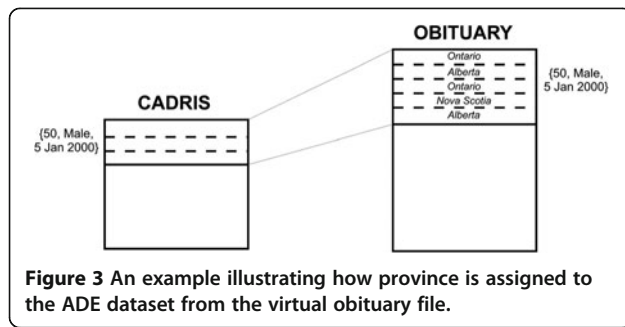 OBITUARY
Ontario
Alberta
Ontario
Nova Scotia
Alberta
{50, Male,
5 Jan 2000}
CADRIS
{50, Male,
5 Jan 2000}
Figure 3 An example illustrating how province is assigned to
the ADE dataset from the virtual obituary file.